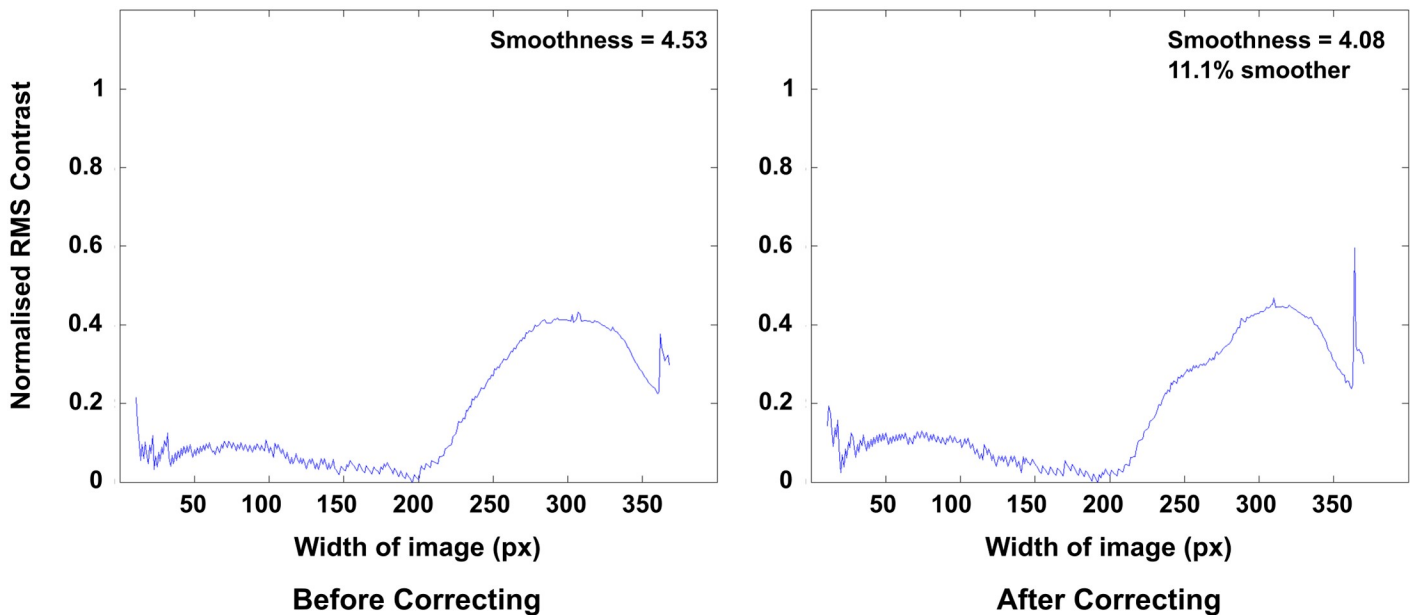 Smoothness = 4.53
1
0.8
0.6
0.4
0.2
0
50 100 150 200 250 300 350
Normalised RMS Contrast
Width of image (px)
Before Correcting
Smoothness = 4.08
11.1% smoother
1
0.8
0.6
0.4
0.2
0
50 100 150 200 250 300 350
Width of image (px)
After Correcting